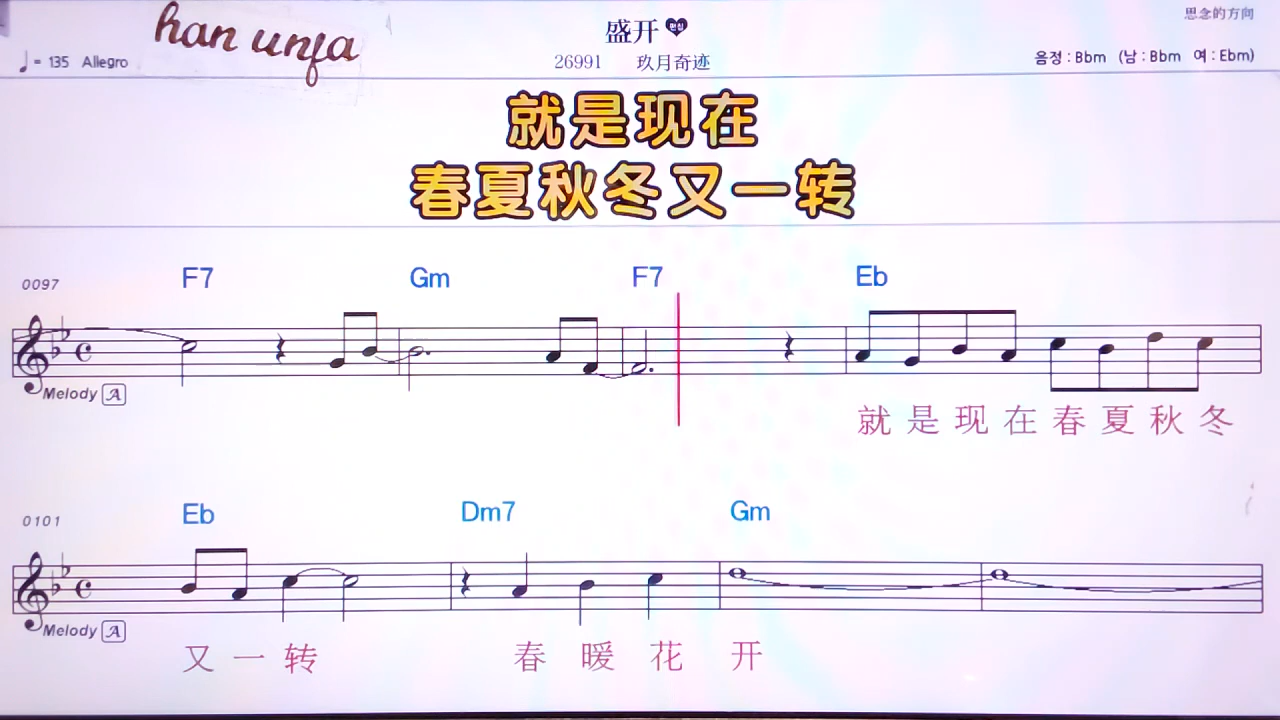 han unfa
盛开
思念的方向
♩= 135 Allegro
26991 玖月奇迹
음정 : Bbm (남 : Bbm 여 : Ebm)
就是现在
春夏秋冬又一转
0097 F7 Gm F7 Eb
Melody A
就是现在春夏秋冬
0101 Eb Dm7 Gm
Melody A
又一转 春暖花开